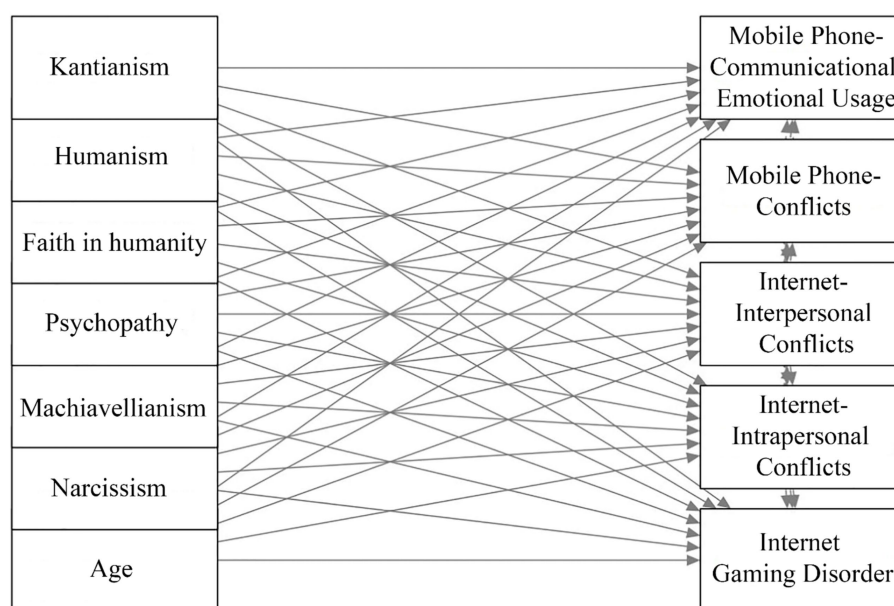 Kantianism
Humanism
Faith in humanity
Psychopathy
Machiavellianism
Narcissism
Age
Mobile Phone-
Communicational
Emotional Usage
Mobile Phone-
Conflicts
Internet-
Interpersonal
Conflicts
Internet-
Intrapersonal
Conflicts
Internet
Gaming Disorder